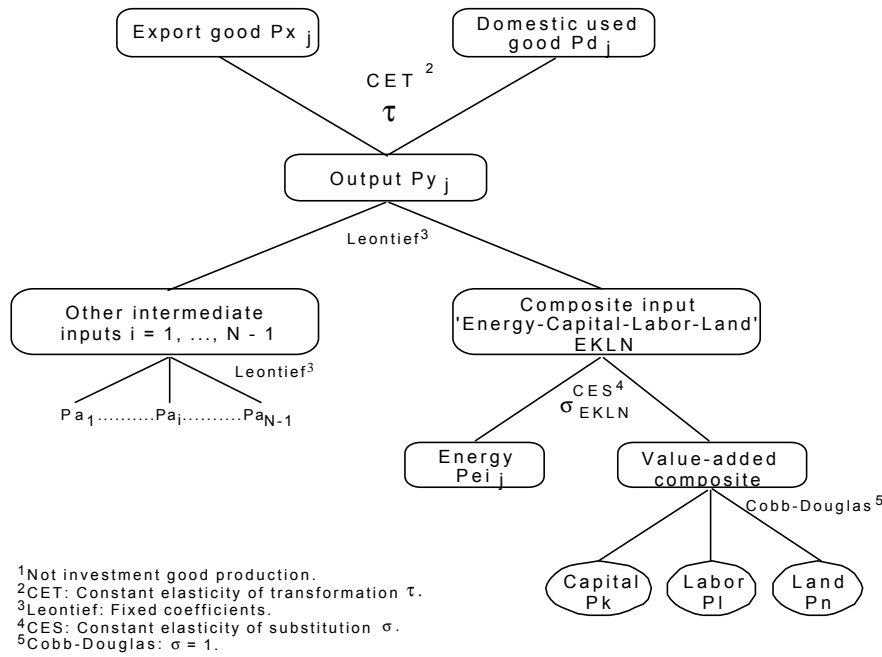 Export good Px j
Domestic used
good Pd j
CET 2
τ
Output Py j
Leontief3
Other intermediate
inputs i = 1, ..., N - 1
Composite input
'Energy-Capital-Labor-Land'
EKLN
Leontief3
Pa1..........Pai..........PaN-1
CES4
σEKLN
Energy
Pei j
Value-added
composite
Cobb-Douglas5
Capital
Pk
Labor
Pl
Land
Pn
1Not investment good production.
2CET: Constant elasticity of transformation τ.
3Leontief: Fixed coefficients.
4CES: Constant elasticity of substitution σ.
5Cobb-Douglas: σ = 1.